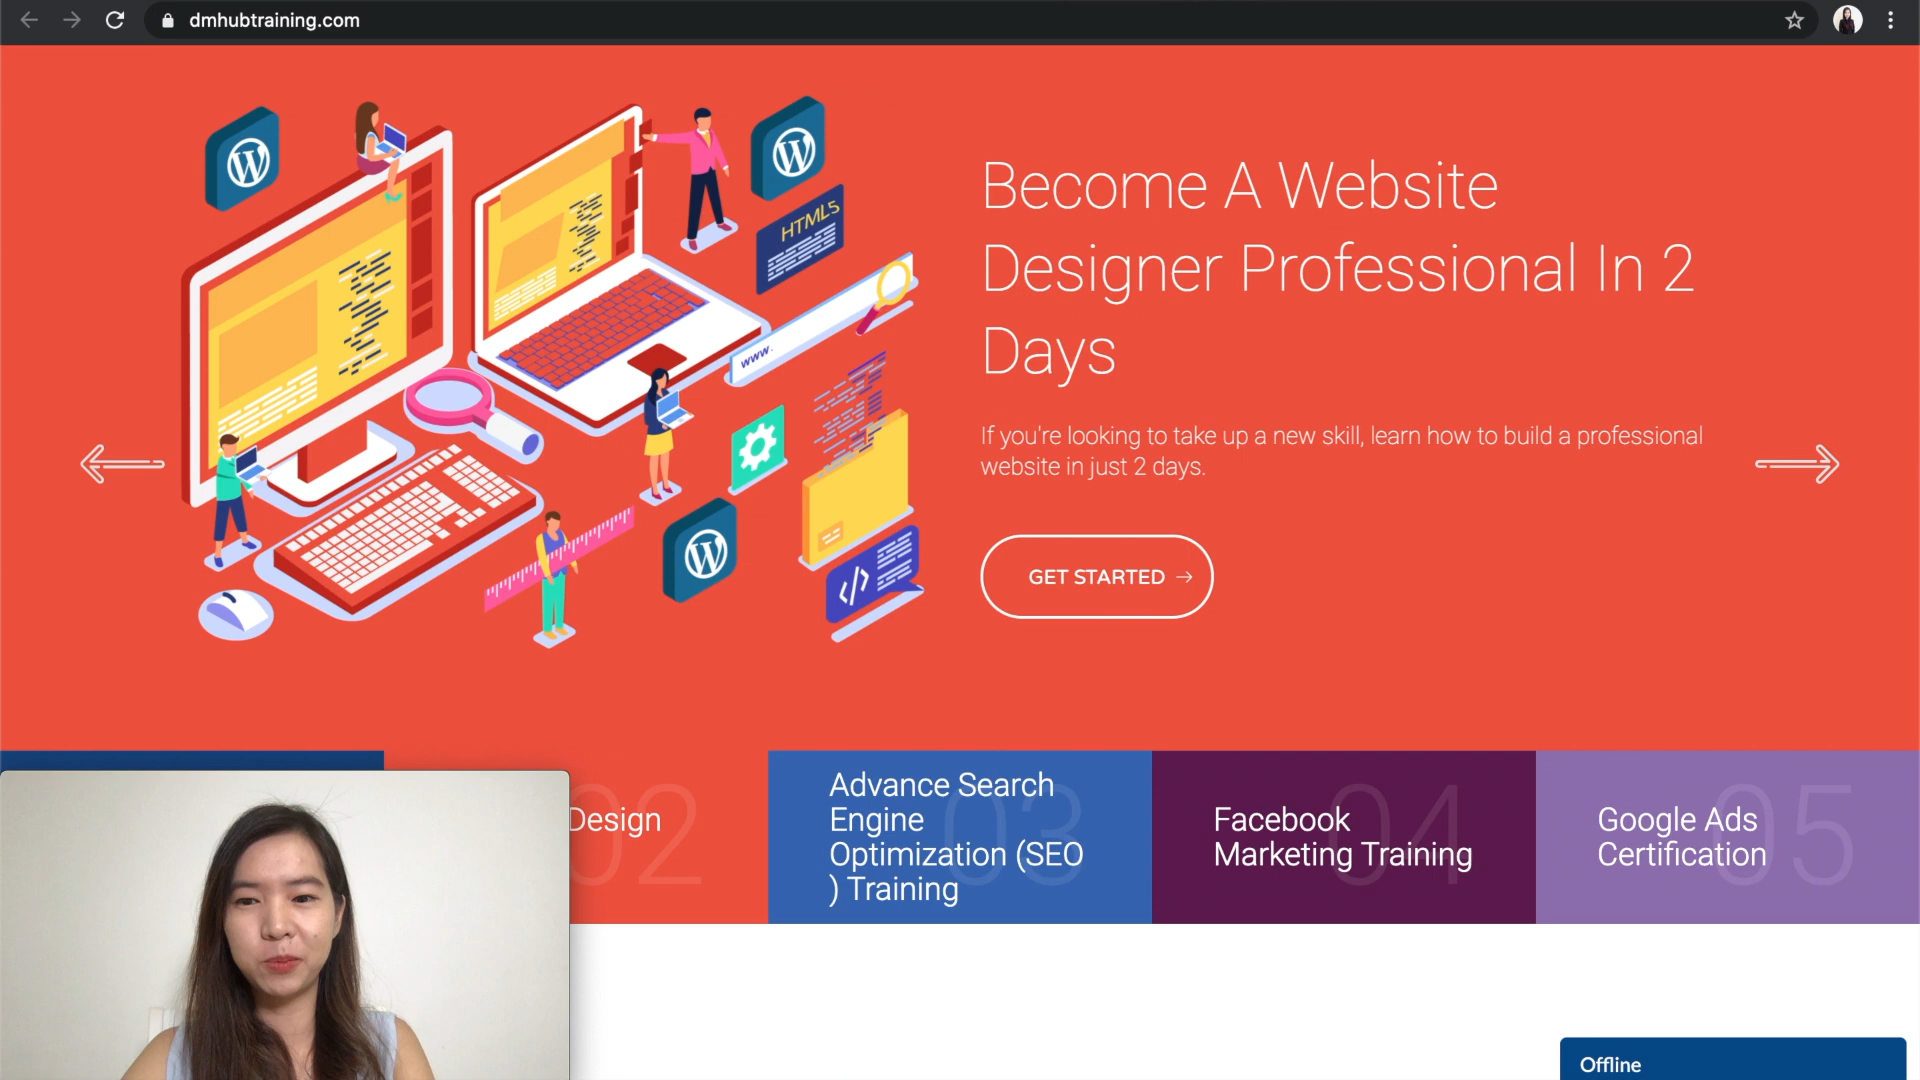 dmhubtraining.com
HTML5
www.
Become A Website
Designer Professional In 2
Days
If you're looking to take up a new skill, learn how to build a professional
website in just 2 days.
GET STARTED →
Design
02
Advance Search
Engine
Optimization (SEO
) Training
03
Facebook
Marketing Training
04
Google Ads
Certification
05
Offline